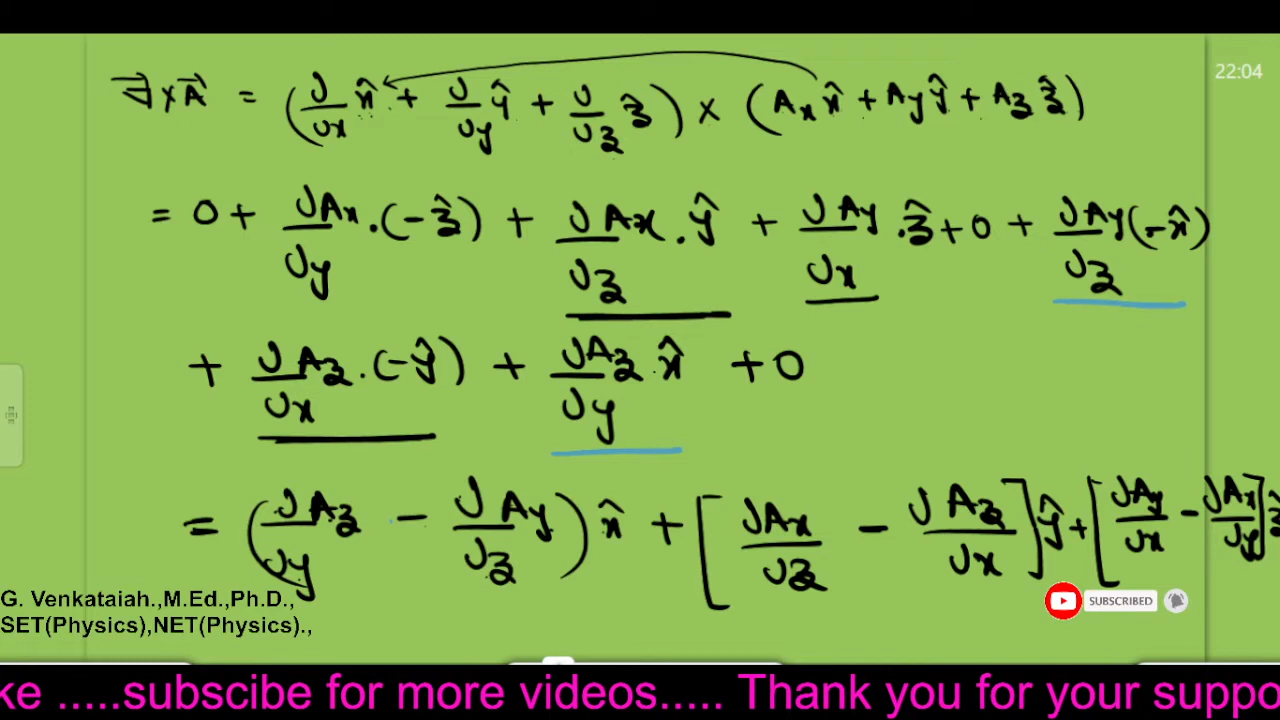 22:04
∇⃗ × A⃗ = (∂/∂x x̂ + ∂/∂y ŷ + ∂/∂z ẑ) × (Ax x̂ + Ay ŷ + Az ẑ)
= 0 + ∂Ax/∂y .(-ẑ) + ∂Ax/∂z . ŷ + ∂Ay/∂x .ẑ + 0 + ∂Ay/∂z (-x̂)
+ ∂Az/∂x .(-ŷ) + ∂Az/∂y . x̂ + 0
= (∂Az/∂y - ∂Ay/∂z) x̂ + [∂Ax/∂z - ∂Az/∂x] ŷ + [∂Ay/∂x - ∂Ax/∂y] ẑ
G. Venkataiah.,M.Ed.,Ph.D.,
SET(Physics),NET(Physics).,
SUBSCRIBED
ke .....subscibe for more videos..... Thank you for your suppo